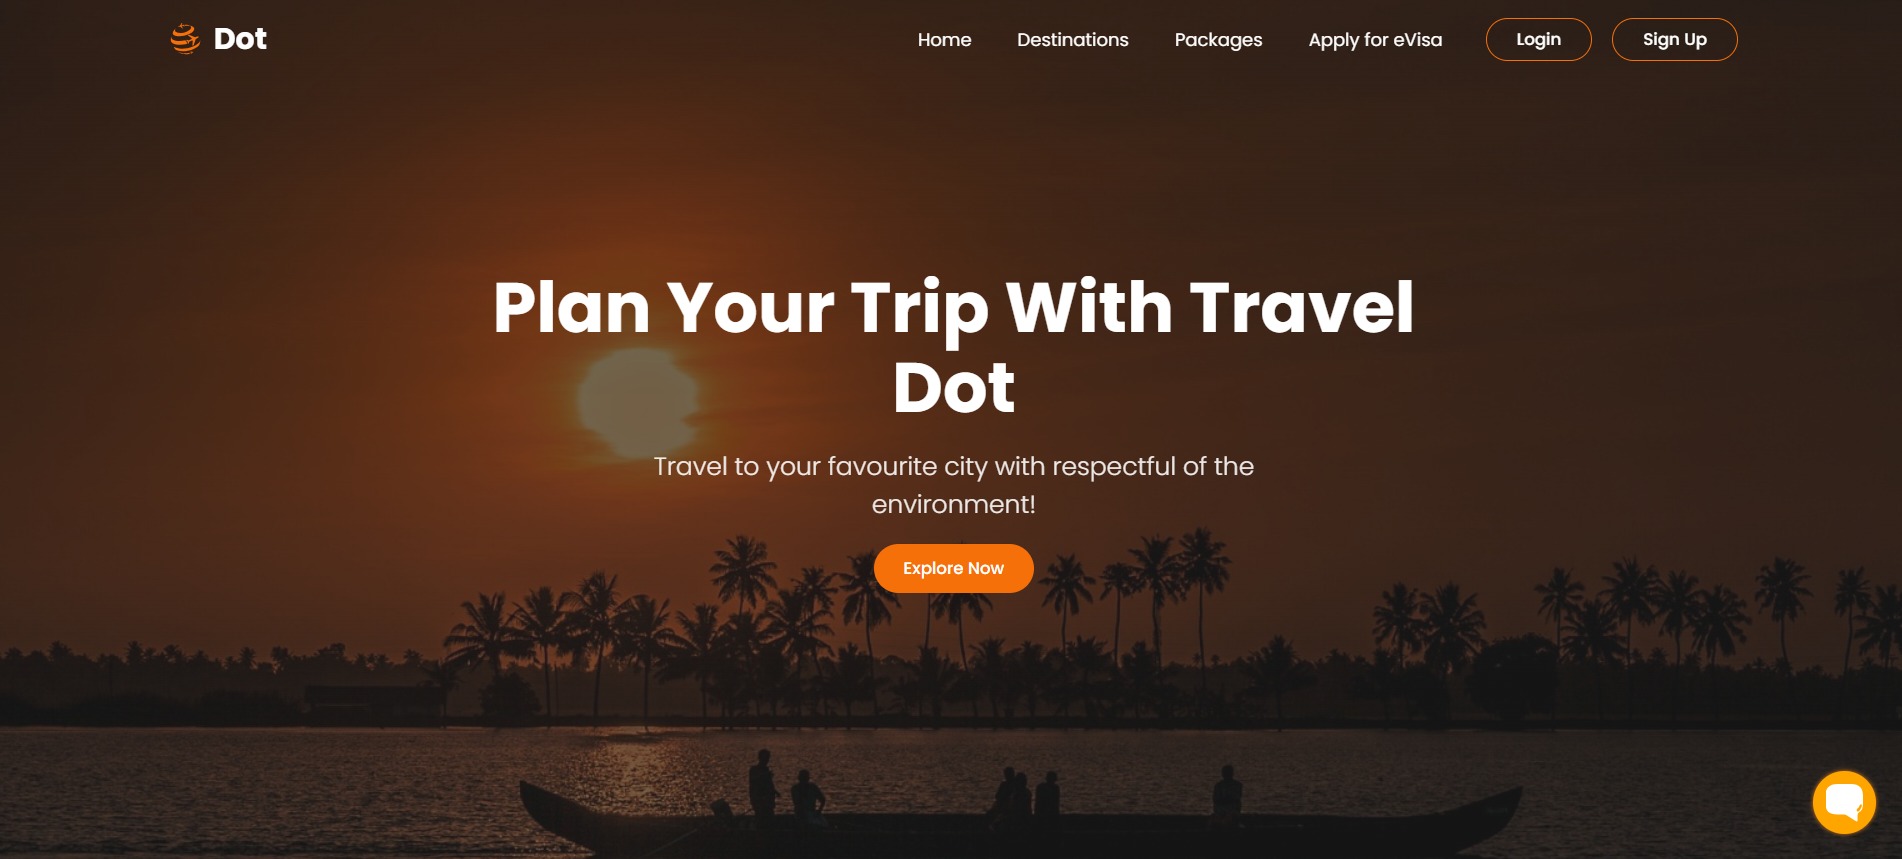 Dot
Home Destinations Packages Apply for eVisa Login Sign Up
Plan Your Trip With Travel
Dot
Travel to your favourite city with respectful of the
environment!
Explore Now